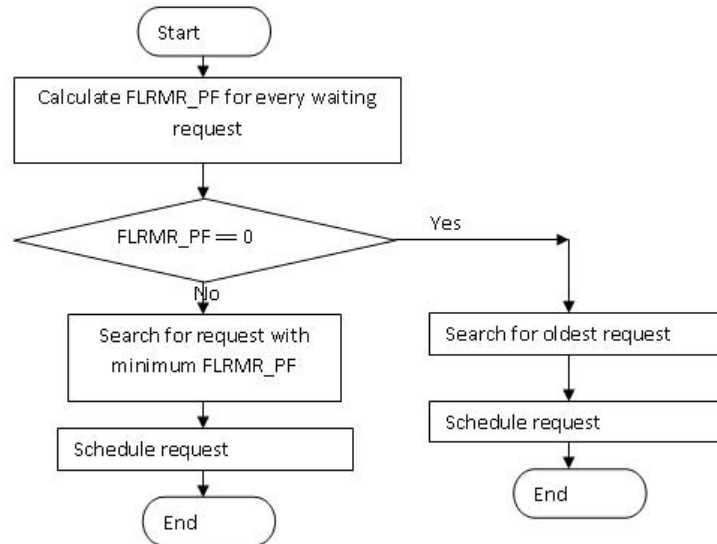 Start
Calculate FLRMR_PF for every waiting
request
FLRMR_PF == 0
Yes
No
Search for request with
minimum FLRMR_PF
Search for oldest request
Schedule request
Schedule request
End
End